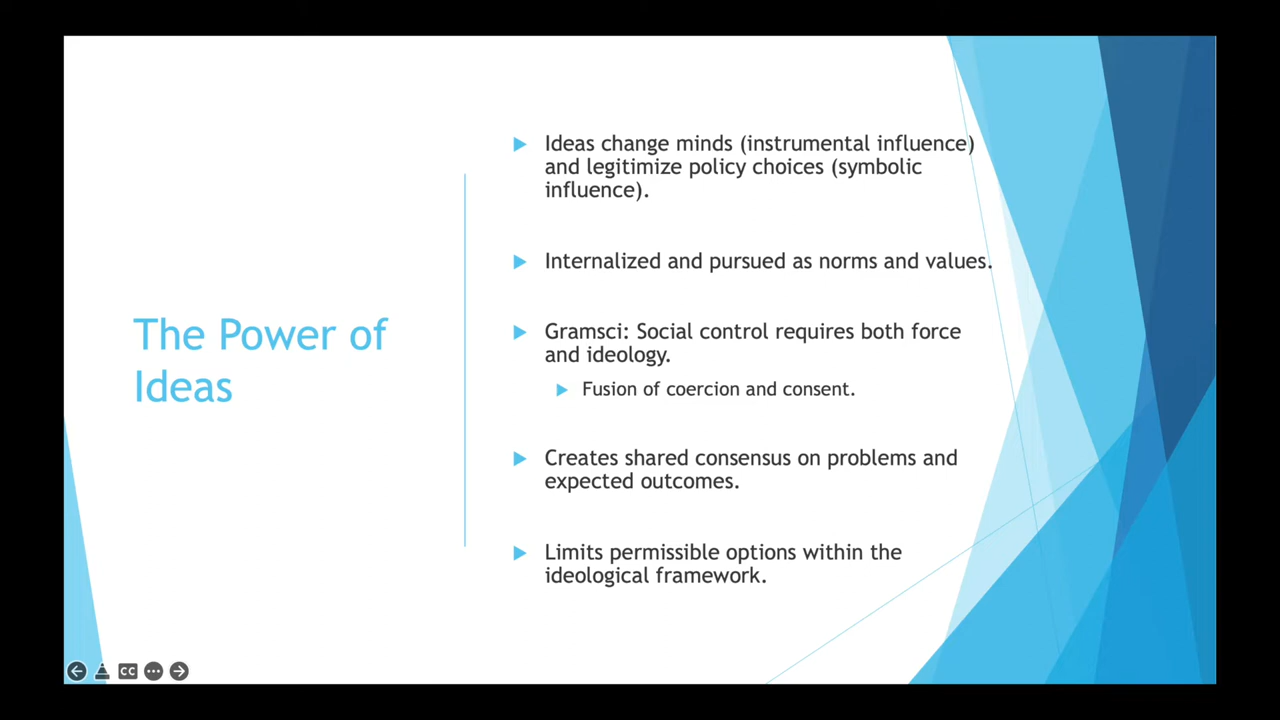 The Power of
Ideas
Ideas change minds (instrumental influence)
and legitimize policy choices (symbolic
influence).
Internalized and pursued as norms and values.
Gramsci: Social control requires both force
and ideology.
Fusion of coercion and consent.
Creates shared consensus on problems and
expected outcomes.
Limits permissible options within the
ideological framework.
CC